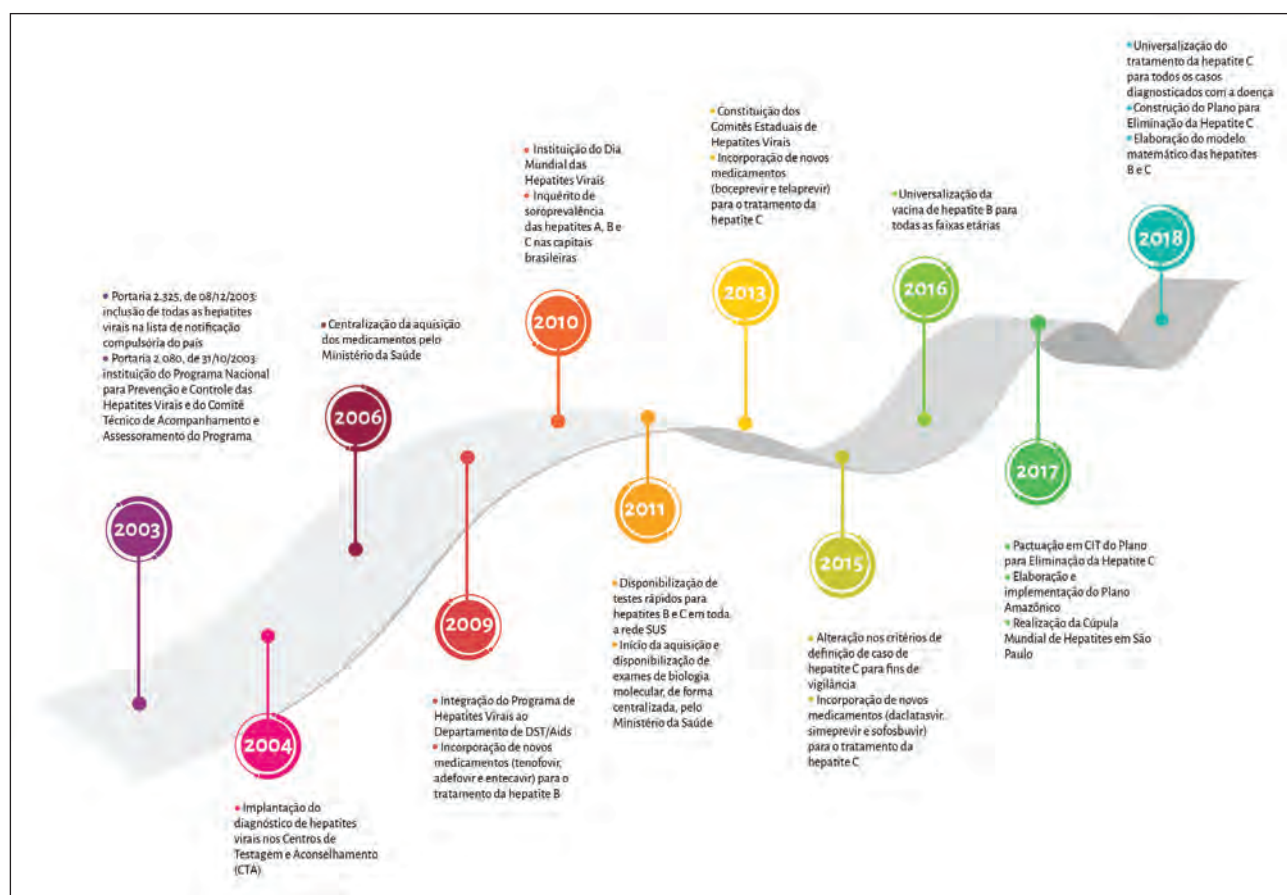 • Portaria 2.325, de 08/12/2003:
inclusão de todas as hepatites
virais na lista de notificação
compulsória do país
• Portaria 2.080, de 31/10/2003:
instituição do Programa Nacional
para Prevenção e Controle das
Hepatites Virais e do Comitê
Técnico de Acompanhamento e
Assessoramento do Programa
2003
2004
• Implantação do
diagnóstico de hepatites
virais nos Centros de
Testagem e Aconselhamento
(CTA)
• Centralização da aquisição
dos medicamentos pelo
Ministério da Saúde
2006
2009
• Integração do Programa de
Hepatites Virais ao
Departamento de DST/Aids
• Incorporação de novos
medicamentos (tenofovir,
adefovir e entecavir) para o
tratamento da hepatite B
• Instituição do Dia
Mundial das
Hepatites Virais
• Inquérito de
soroprevalência
das hepatites A, B e
C nas capitais
brasileiras
2010
2011
• Disponibilização de
testes rápidos para
hepatites B e C em toda
a rede SUS
• Início da aquisição e
disponibilização de
exames de biologia
molecular, de forma
centralizada, pelo
Ministério da Saúde
• Constituição dos
Comitês Estaduais de
Hepatites Virais
• Incorporação de novos
medicamentos
(boceprevir e telaprevir)
para o tratamento da
hepatite C
2013
2015
• Alteração nos critérios de
definição de caso de
hepatite C para fins de
vigilância
• Incorporação de novos
medicamentos (daclatasvir,
simeprevir e sofosbuvir)
para o tratamento da
hepatite C
• Universalização da
vacina de hepatite B para
todas as faixas etárias
2016
2017
• Pactuação em CIT do Plano
para Eliminação da Hepatite C
• Elaboração e
implementação do Plano
Amazônico
• Realização da Cúpula
Mundial de Hepatites em São
Paulo
• Universalização do
tratamento da hepatite C
para todos os casos
diagnosticados com a doença
• Construção do Plano para
Eliminação da Hepatite C
• Elaboração do modelo
matemático das hepatites
B e C
2018